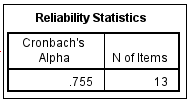 Reliability Statistics
Cronbach's
Alpha N of Items
.755 13